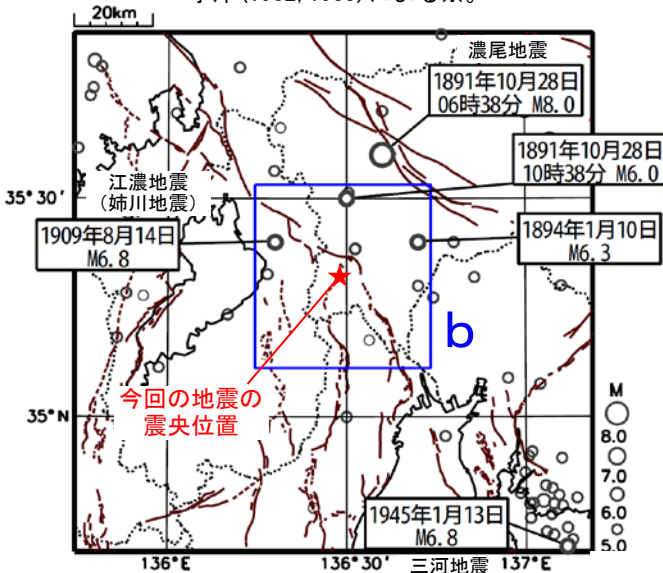 20km
濃尾地震
1891年10月28日
06時38分 M8.0
1891年10月28日
10時38分 M6.0
江濃地震
（姉川地震）
35°30'
1909年8月14日
M6.8
1894年1月10日
M6.3
b
今回の地震の
震央位置
35°N
M
8.0
7.0
6.0
5.0
1945年1月13日
M6.8
136°E
136°30'
137°E
三河地震